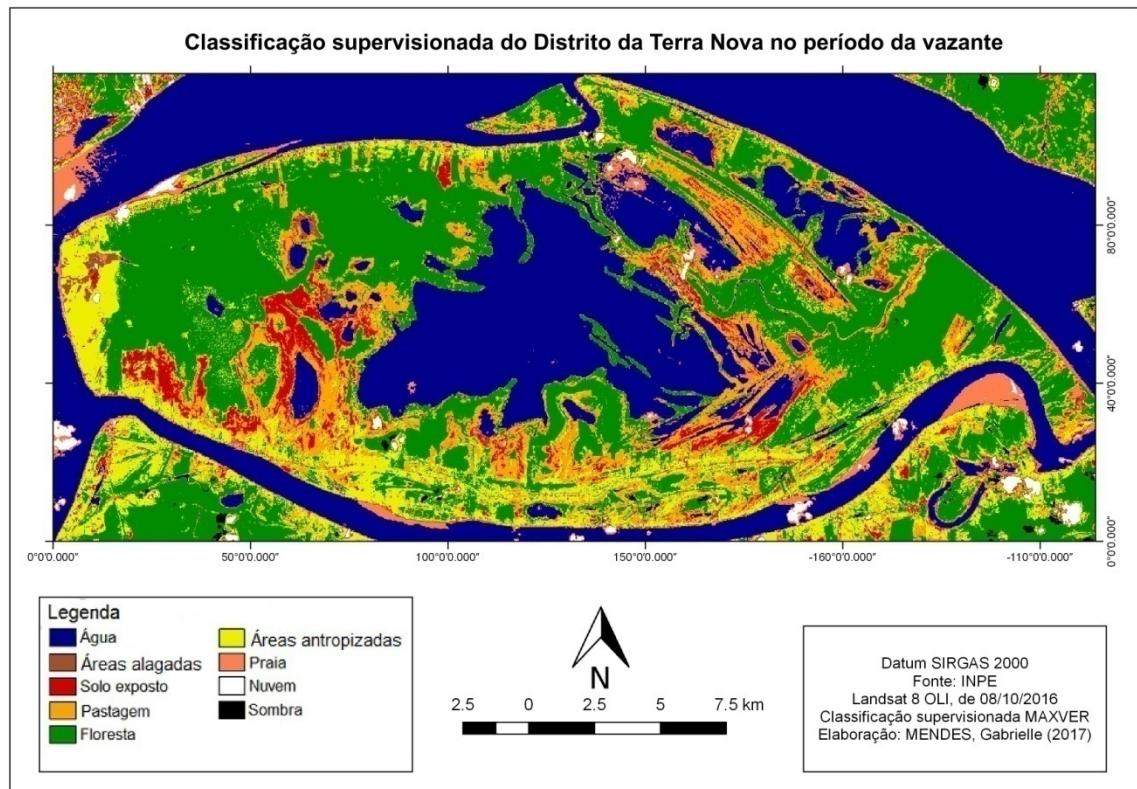 Classificação supervisionada do Distrito da Terra Nova no período da vazante
80°0'0.000"
40°0'0.000"
0°0'0.000"
0°0'0.000"
50°0'0.000"
100°0'0.000"
150°0'0.000"
-160°0'0.000"
-110°0'0.000"
Legenda
Água
Áreas alagadas
Solo exposto
Pastagem
Floresta
Áreas antropizadas
Praia
Nuvem
Sombra
N
2.5 0 2.5 5 7.5 km
Datum SIRGAS 2000
Fonte: INPE
Landsat 8 OLI, de 08/10/2016
Classificação supervisionada MAXVER
Elaboração: MENDES, Gabrielle (2017)